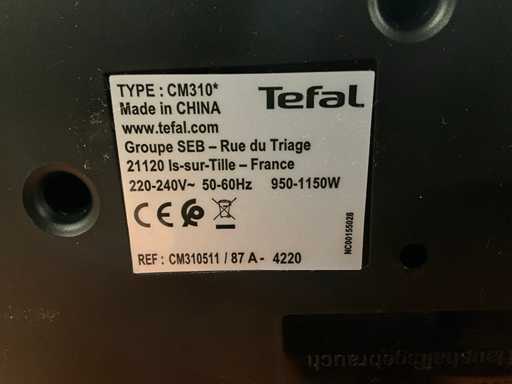 TYPE : CM310*
Tefal
Made in CHINA
www.tefal.com
Groupe SEB – Rue du Triage
21120 Is-sur-Tille – France
220-240V~ 50-60Hz 950-1150W
CE
NC00155028
REF : CM310511 / 87 A - 4220
Haushaltsgebrauch